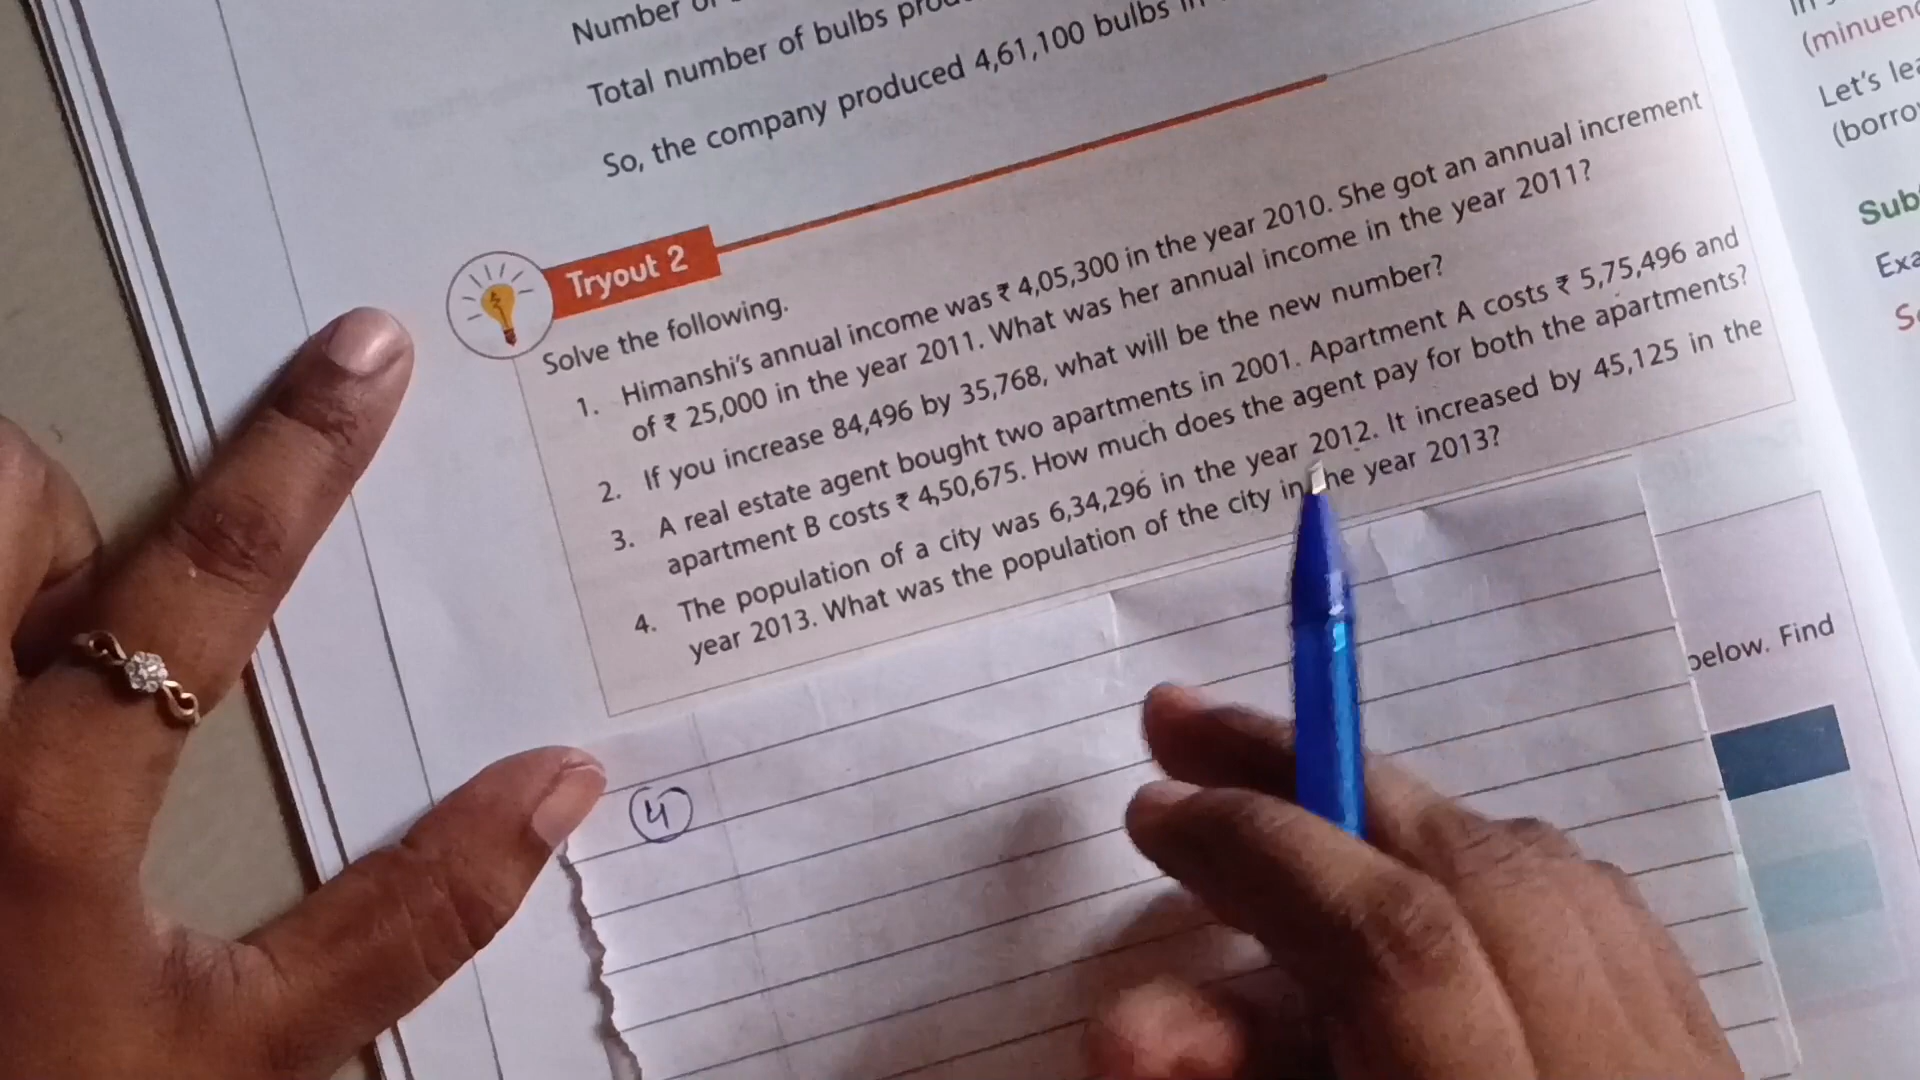 Number
Total number of bulbs
So, the company produced 4,61,100 bulbs
Tryout 2
Solve the following.
1. Himanshi's annual income was ₹ 4,05,300 in the year 2010. She got an annual increment
of ₹ 25,000 in the year 2011. What was her annual income in the year 2011?
2. If you increase 84,496 by 35,768, what will be the new number?
3. A real estate agent bought two apartments in 2001. Apartment A costs ₹ 5,75,496 and
apartment B costs ₹ 4,50,675. How much does the agent pay for both the apartments?
4. The population of a city was 6,34,296 in the year 2012. It increased by 45,125 in the
year 2013. What was the population of the city in the year 2013?
4
below. Find
(minuend
Let's